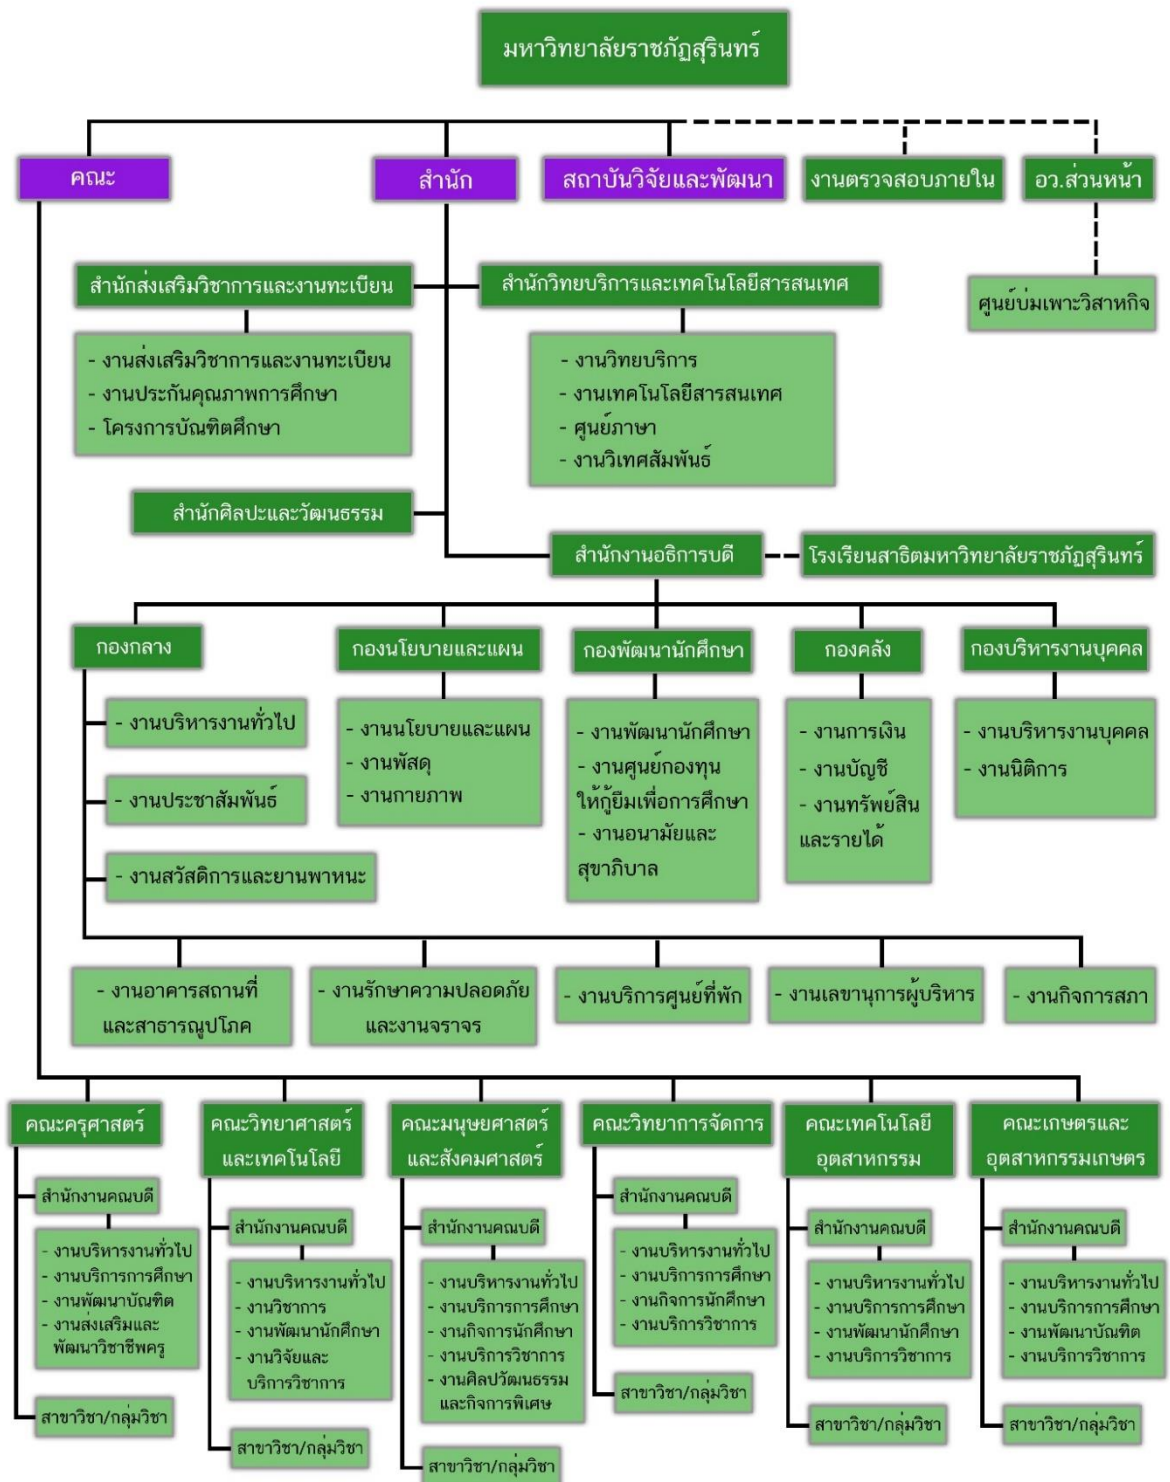 มหาวิทยาลัยราชภัฏสุรินทร์
คณะ
สำนัก
สถาบันวิจัยและพัฒนา
งานตรวจสอบภายใน
อว.ส่วนหน้า
สำนักส่งเสริมวิชาการและงานทะเบียน
สำนักวิทยบริการและเทคโนโลยีสารสนเทศ
ศูนย์บ่มเพาะวิสาหกิจ
- งานส่งเสริมวิชาการและงานทะเบียน
- งานประกันคุณภาพการศึกษา
- โครงการบัณฑิตศึกษา
- งานวิทยบริการ
- งานเทคโนโลยีสารสนเทศ
- ศูนย์ภาษา
- งานวิเทศสัมพันธ์
สำนักศิลปะและวัฒนธรรม
สำนักงานอธิการบดี
โรงเรียนสาธิตมหาวิทยาลัยราชภัฏสุรินทร์
กองกลาง
กองนโยบายและแผน
กองพัฒนานักศึกษา
กองคลัง
กองบริหารงานบุคคล
- งานบริหารงานทั่วไป
- งานประชาสัมพันธ์
- งานสวัสดิการและยานพาหนะ
- งานนโยบายและแผน
- งานพัสดุ
- งานกายภาพ
- งานพัฒนานักศึกษา
- งานศูนย์กองทุน
ให้กู้ยืมเพื่อการศึกษา
- งานอนามัยและ
สุขาภิบาล
- งานการเงิน
- งานบัญชี
- งานทรัพย์สิน
และรายได้
- งานบริหารงานบุคคล
- งานนิติการ
- งานอาคารสถานที่
และสาธารณูปโภค
- งานรักษาความปลอดภัย
และงานจราจร
- งานบริการศูนย์ที่พัก
- งานเลขานุการผู้บริหาร
- งานกิจการสภา
คณะครุศาสตร์
สำนักงานคณบดี
- งานบริหารงานทั่วไป
- งานบริการการศึกษา
- งานพัฒนาบัณฑิต
- งานส่งเสริมและ
พัฒนาวิชาชีพครู
สาขาวิชา/กลุ่มวิชา
คณะวิทยาศาสตร์
และเทคโนโลยี
สำนักงานคณบดี
- งานบริหารงานทั่วไป
- งานวิชาการ
- งานพัฒนานักศึกษา
- งานวิจัยและ
บริการวิชาการ
สาขาวิชา/กลุ่มวิชา
คณะมนุษยศาสตร์
และสังคมศาสตร์
สำนักงานคณบดี
- งานบริหารงานทั่วไป
- งานบริการการศึกษา
- งานกิจการนักศึกษา
- งานบริการวิชาการ
- งานศิลปวัฒนธรรม
และกิจการพิเศษ
สาขาวิชา/กลุ่มวิชา
คณะวิทยาการจัดการ
สำนักงานคณบดี
- งานบริหารงานทั่วไป
- งานบริการการศึกษา
- งานกิจการนักศึกษา
- งานบริการวิชาการ
สาขาวิชา/กลุ่มวิชา
คณะเทคโนโลยี
อุตสาหกรรม
สำนักงานคณบดี
- งานบริหารงานทั่วไป
- งานบริการการศึกษา
- งานพัฒนานักศึกษา
- งานบริการวิชาการ
สาขาวิชา/กลุ่มวิชา
คณะเกษตรและ
อุตสาหกรรมเกษตร
สำนักงานคณบดี
- งานบริหารงานทั่วไป
- งานบริการการศึกษา
- งานพัฒนาบัณฑิต
- งานบริการวิชาการ
สาขาวิชา/กลุ่มวิชา